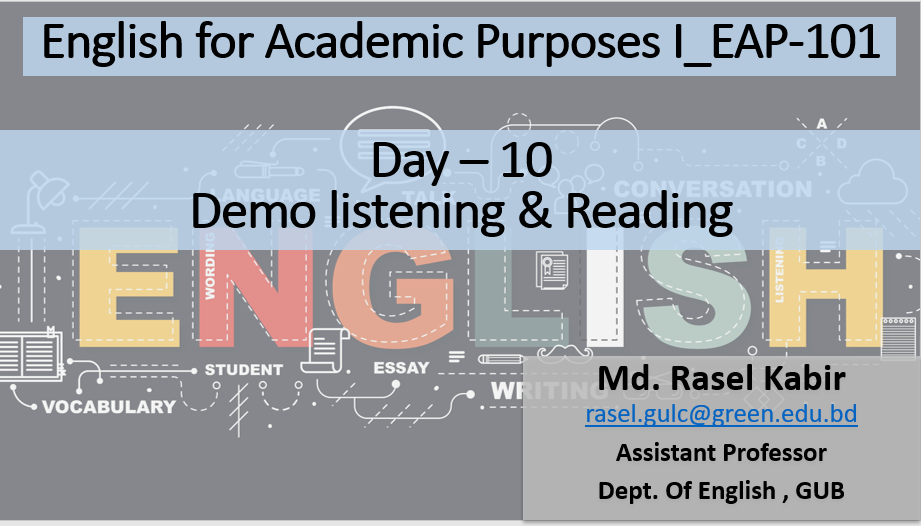 English for Academic Purposes I_EAP-101
Day – 10
Demo listening & Reading
LANGUAGE
TALK
CONVERSATION
A
C D
B
ENGLISH
WORDING
LISTENING
STUDENT
ESSAY
VOCABULARY
WRITING
Md. Rasel Kabir
rasel.gulc@green.edu.bd
Assistant Professor
Dept. Of English , GUB